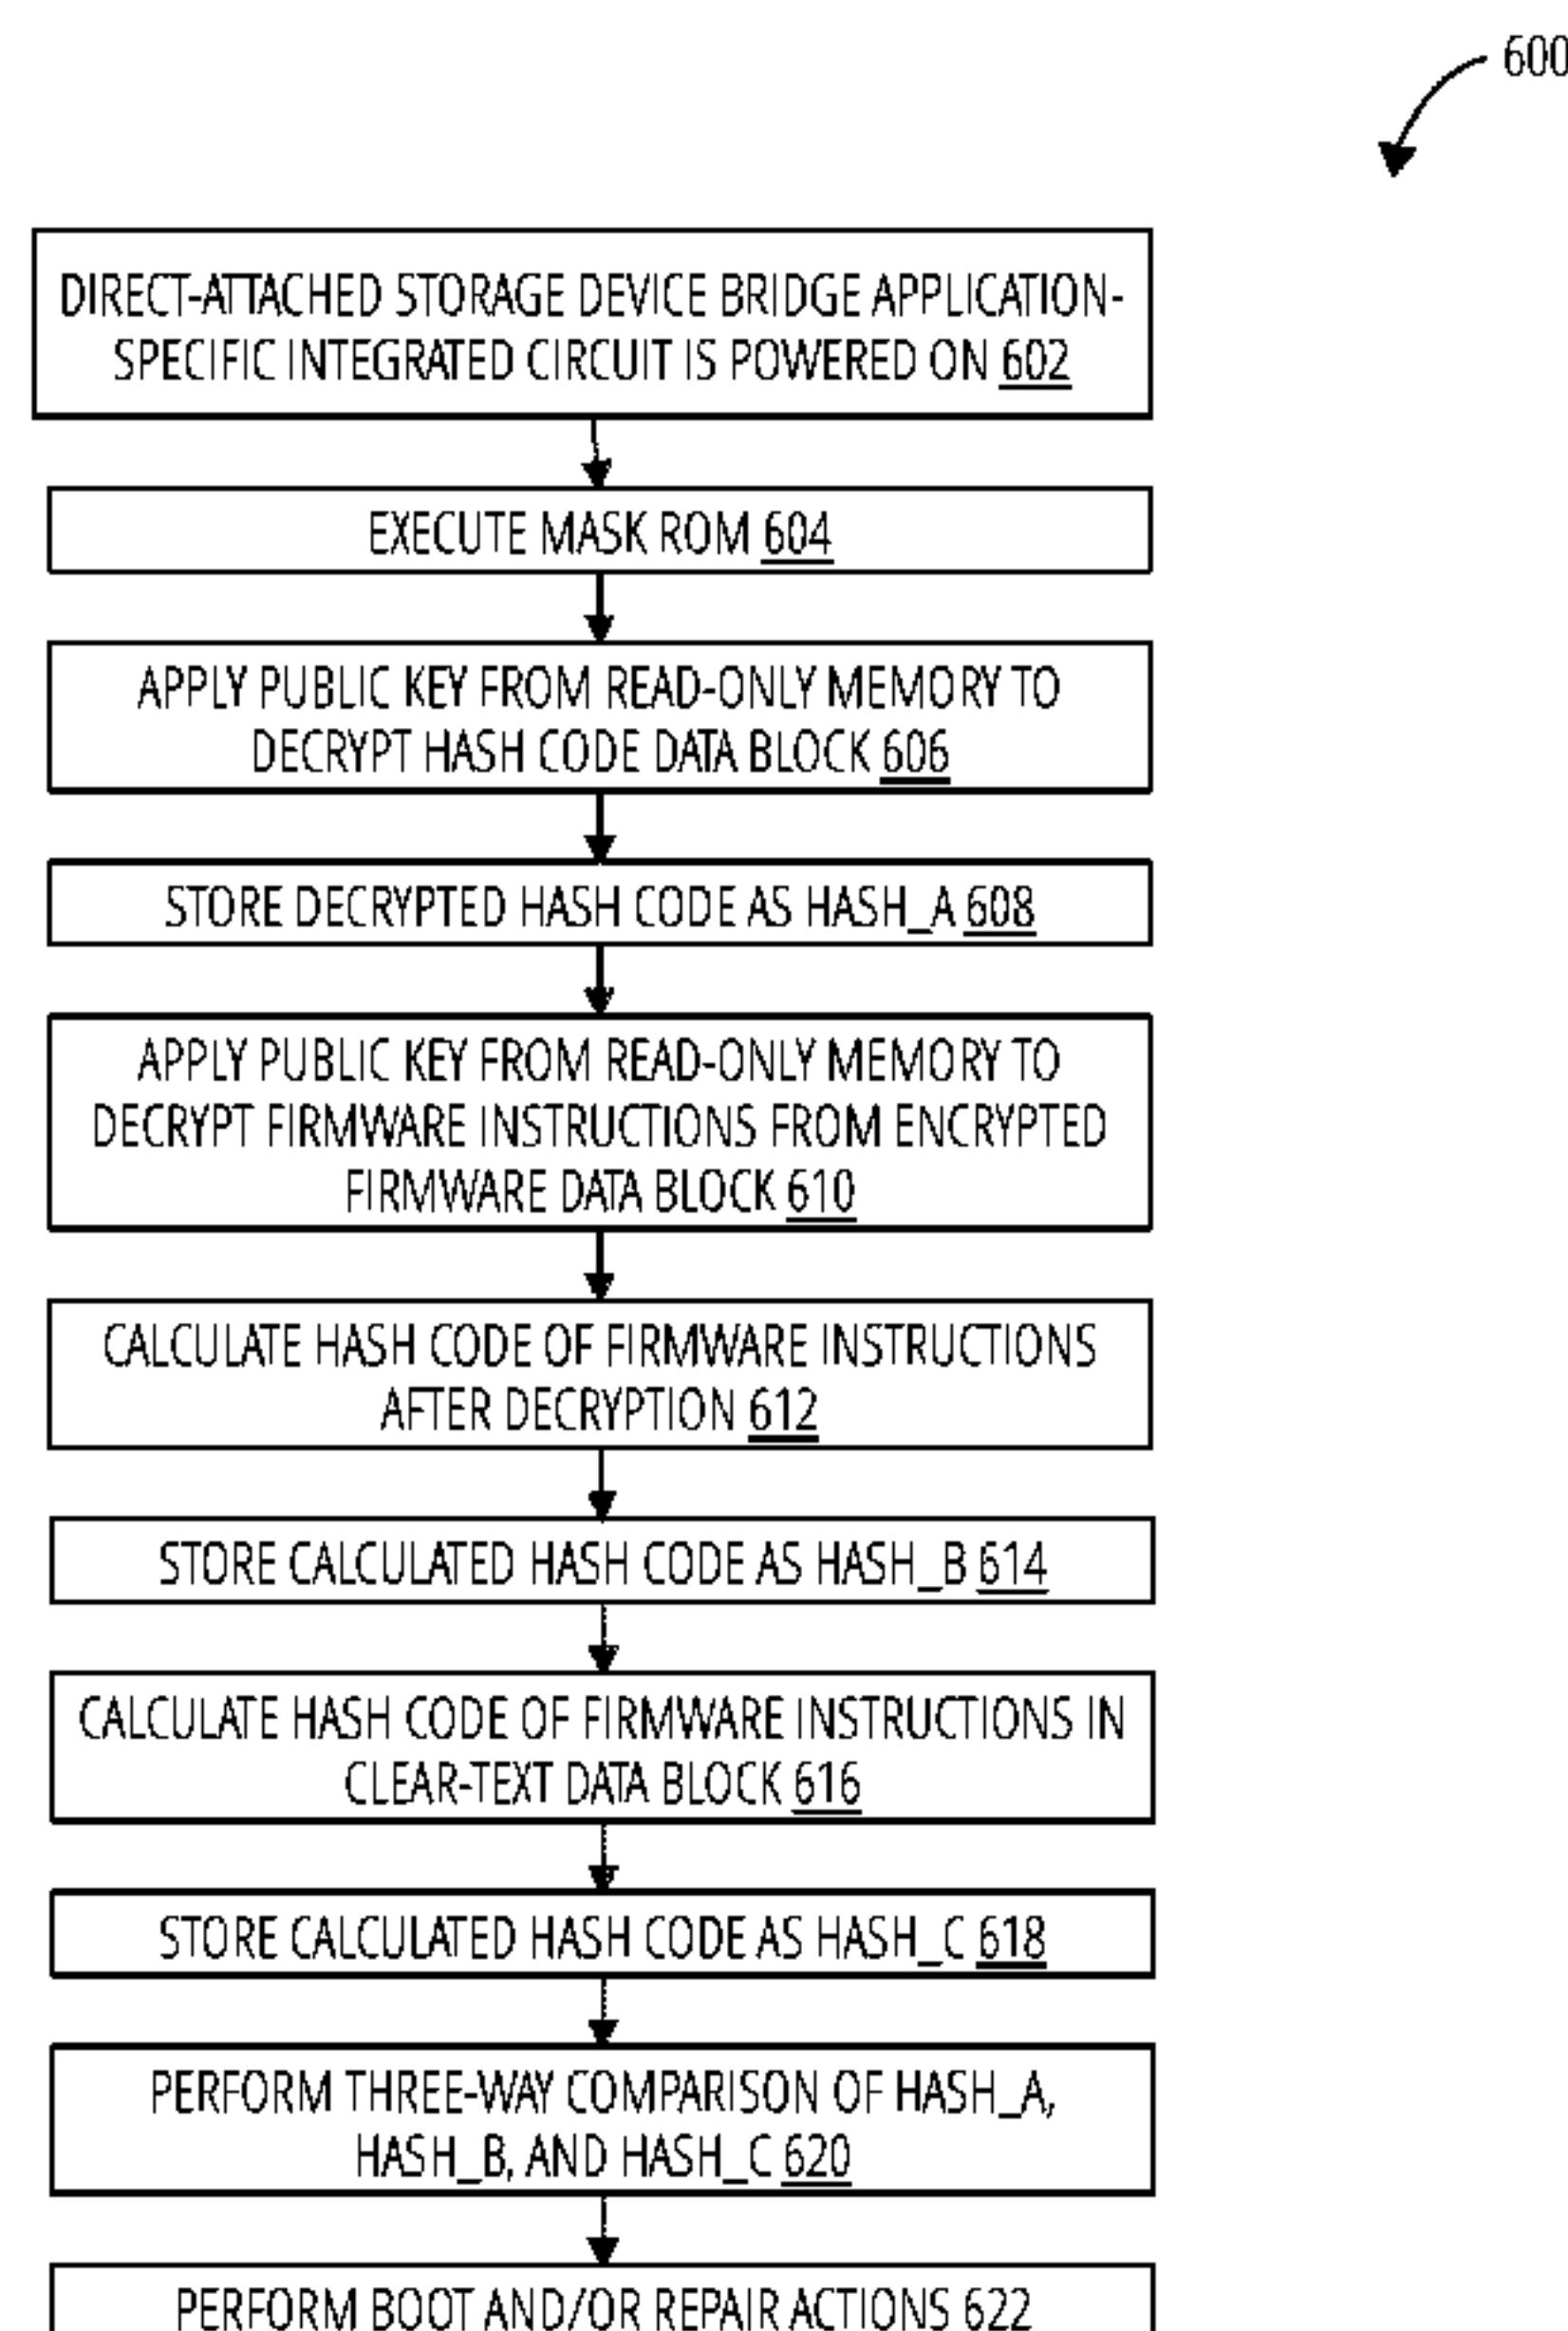 600
DIRECT-ATTACHED STORAGE DEVICE BRIDGE APPLICATION-
SPECIFIC INTEGRATED CIRCUIT IS POWERED ON 602
EXECUTE MASK ROM 604
APPLY PUBLIC KEY FROM READ-ONLY MEMORY TO
DECRYPT HASH CODE DATA BLOCK 606
STORE DECRYPTED HASH CODE AS HASH_A 608
APPLY PUBLIC KEY FROM READ-ONLY MEMORY TO
DECRYPT FIRMWARE INSTRUCTIONS FROM ENCRYPTED
FIRMWARE DATA BLOCK 610
CALCULATE HASH CODE OF FIRMWARE INSTRUCTIONS
AFTER DECRYPTION 612
STORE CALCULATED HASH CODE AS HASH_B 614
CALCULATE HASH CODE OF FIRMWARE INSTRUCTIONS IN
CLEAR-TEXT DATA BLOCK 616
STORE CALCULATED HASH CODE AS HASH_C 618
PERFORM THREE-WAY COMPARISON OF HASH_A,
HASH_B, AND HASH_C 620
PERFORM BOOT AND/OR REPAIR ACTIONS 622